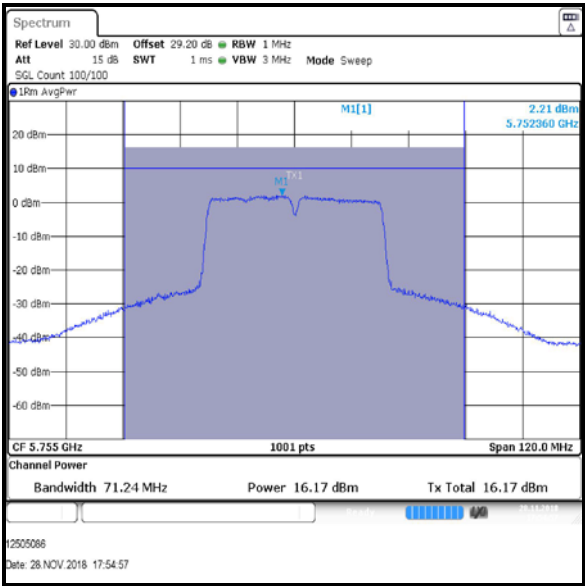 Spectrum
Ref Level 30.00 dBm Offset 29.20 dB RBW 1 MHz
Att 15 dB SWT 1 ms VBW 3 MHz Mode Sweep
SGL Count 100/100
1Rm AvgPwr
M1[1] 2.21 dBm
5.752360 GHz
20 dBm
10 dBm
Tx1
M1
0 dBm
-10 dBm
-20 dBm
-30 dBm
-40 dBm
-50 dBm
-60 dBm
CF 5.755 GHz 1001 pts Span 120.0 MHz
Channel Power
Bandwidth 71.24 MHz Power 16.17 dBm Tx Total 16.17 dBm
12505086
Date: 28.NOV.2018 17:54:57